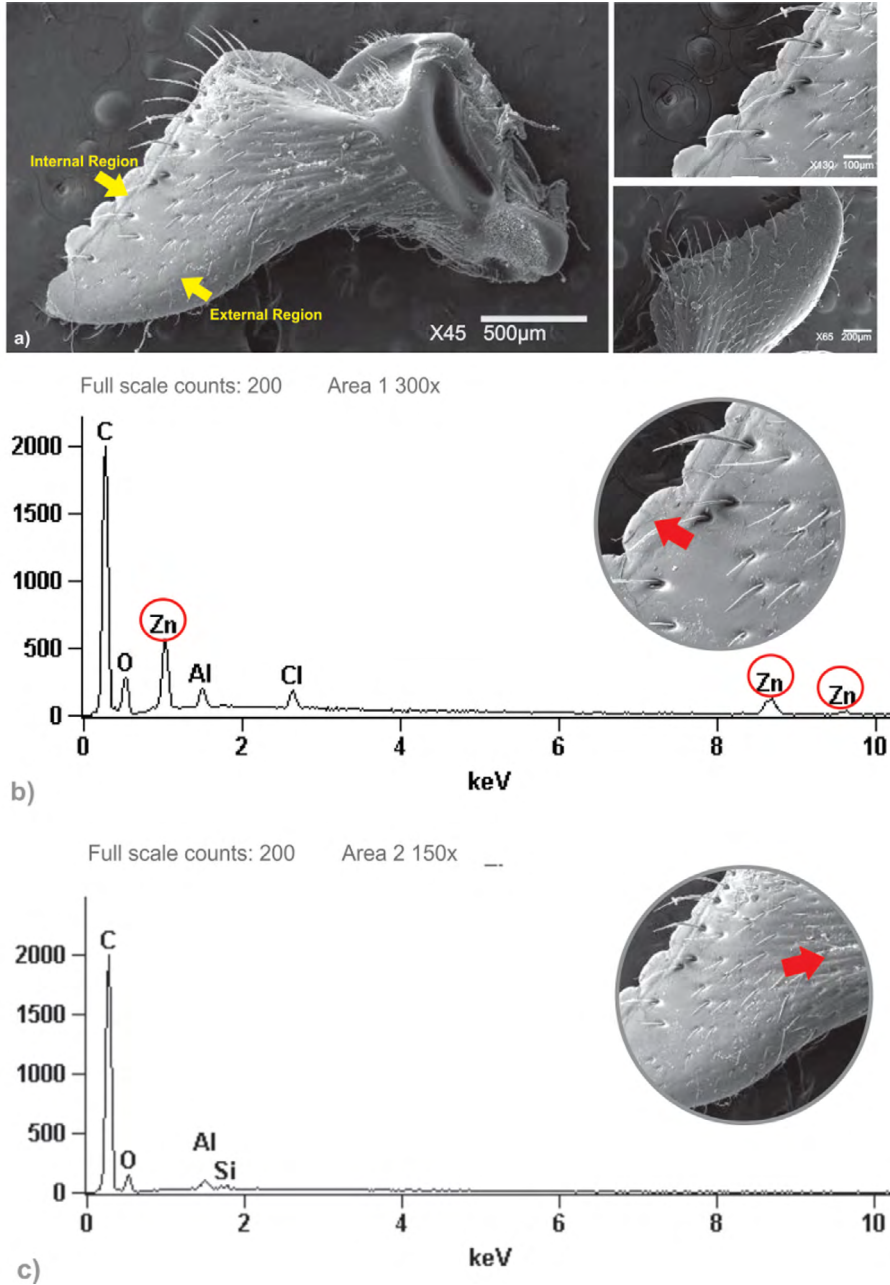 Internal Region
External Region
a)
X45 500µm
X130 100µm
X65 200µm
Full scale counts: 200 Area 1 300x
C
2000
1500
1000
500
0
O
Zn
Al
Cl
Zn
Zn
0 2 4 6 8 10
keV
b)
Full scale counts: 200 Area 2 150x
C
2000
1500
1000
500
0
O
Al
Si
0 2 4 6 8 10
keV
c)